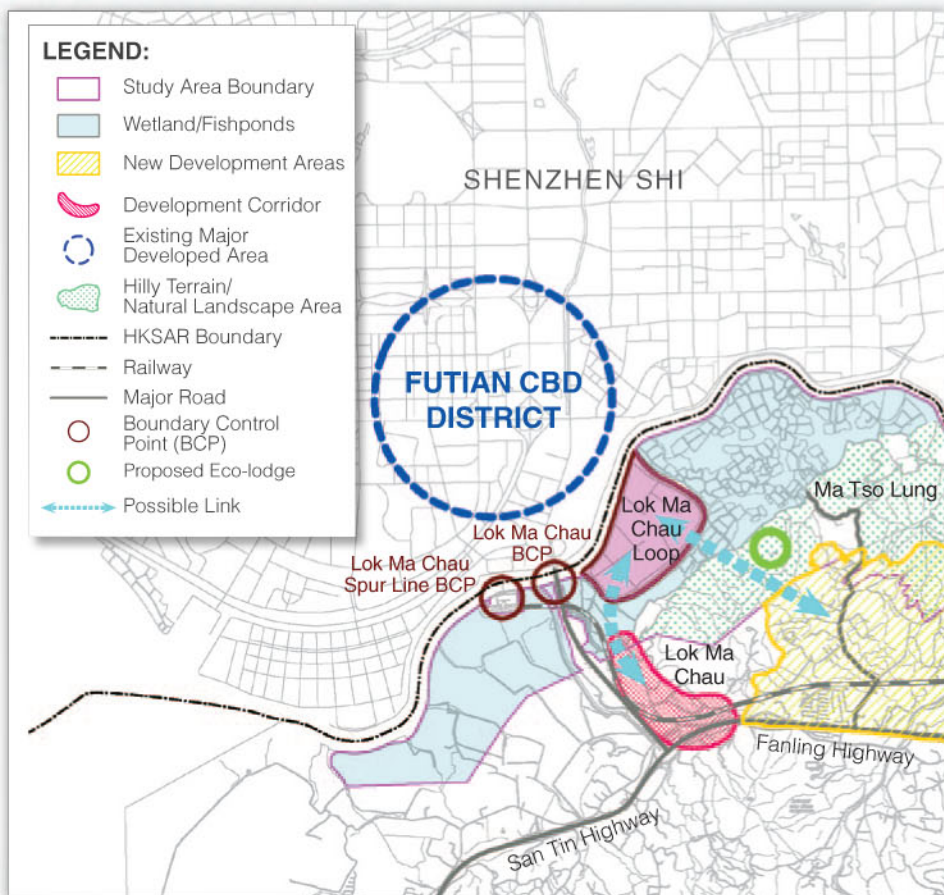 LEGEND:
Study Area Boundary
Wetland/Fishponds
New Development Areas
Development Corridor
Existing Major
Developed Area
Hilly Terrain/
Natural Landscape Area
HKSAR Boundary
Railway
Major Road
Boundary Control
Point (BCP)
Proposed Eco-lodge
Possible Link
SHENZHEN SHI
FUTIAN CBD
DISTRICT
Ma Tso Lung
Lok Ma
Chau
Loop
Lok Ma Chau
BCP
Lok Ma Chau
Spur Line BCP
Lok Ma
Chau
Fanling Highway
San Tin Highway